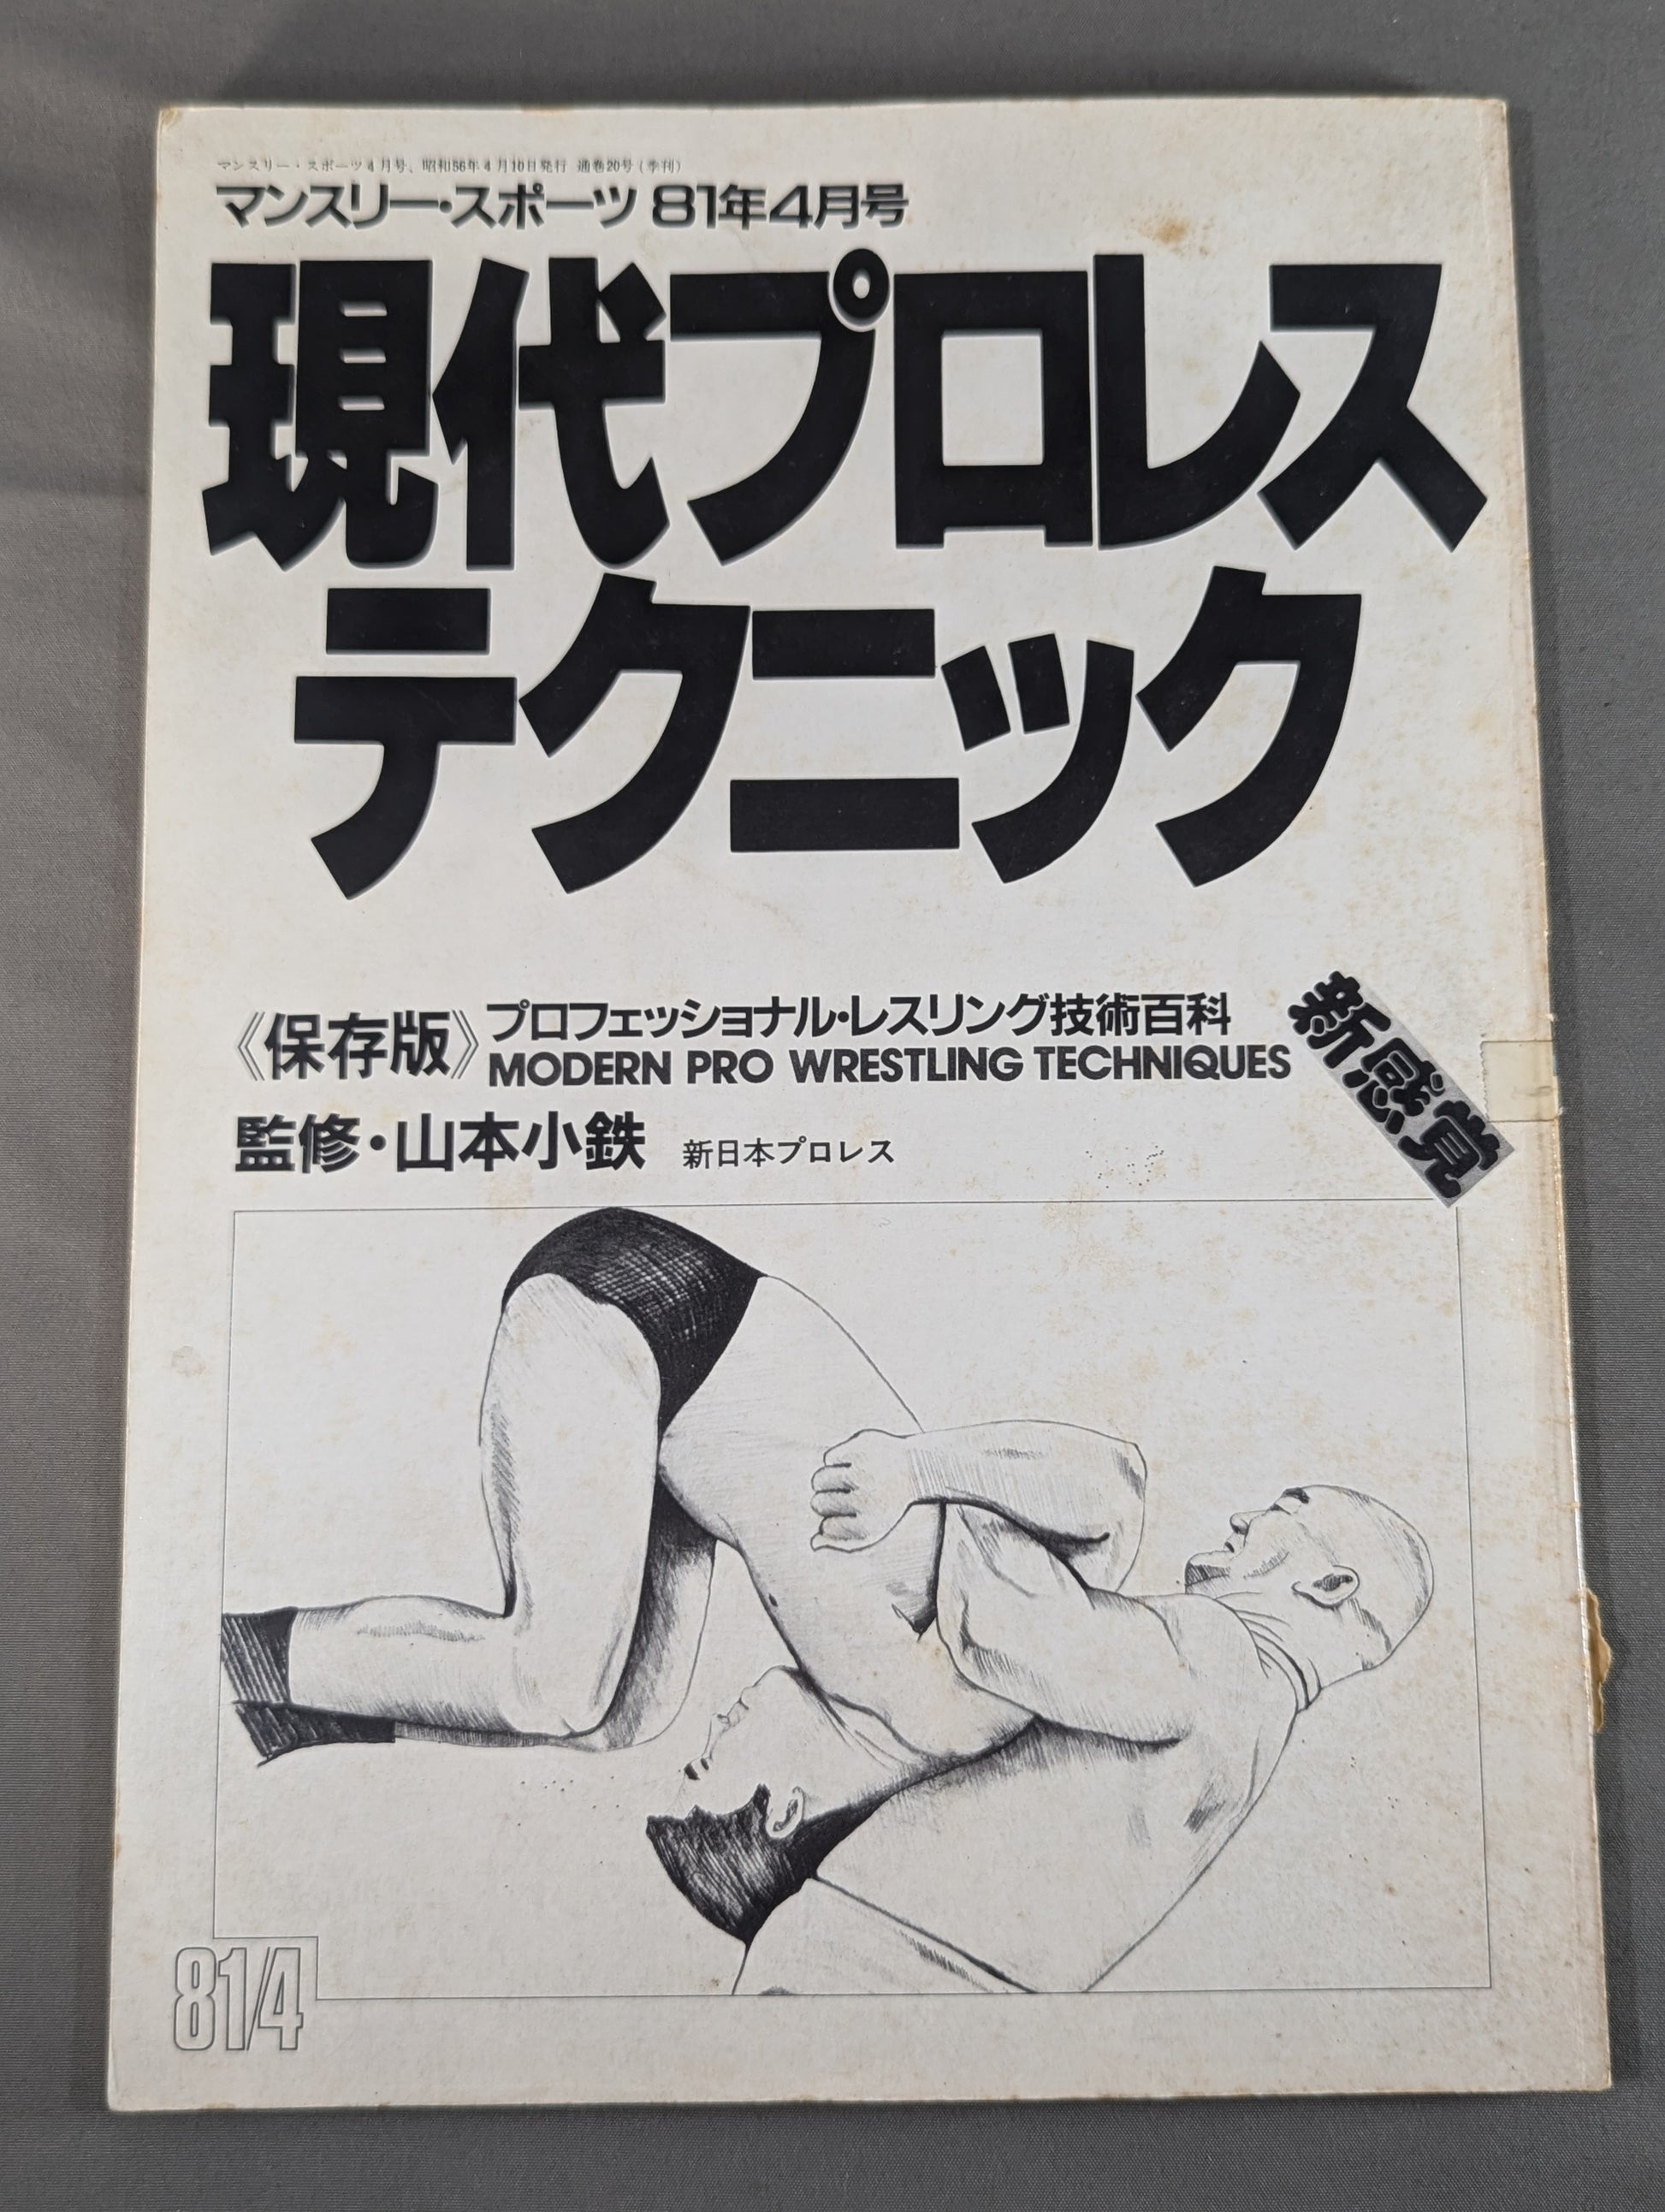 マンスリー・スポーツ4月号、昭和56年4月10日発行 通巻20号(季刊)
マンスリー・スポーツ 81年4月号
現代プロレス
テクニック
《保存版》プロフェッショナル・レスリング技術百科
MODERN PRO WRESTLING TECHNIQUES
新感覚
監修・山本小鉄 新日本プロレス
81/4